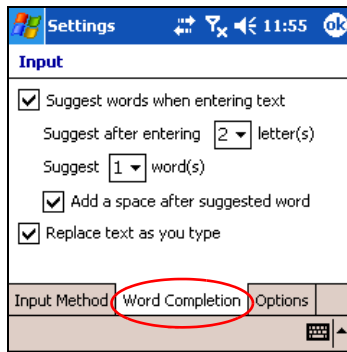 Settings 11:55 ok
Input
Suggest words when entering text
Suggest after entering 2 letter(s)
Suggest 1 word(s)
Add a space after suggested word
Replace text as you type
Input Method Word Completion Options